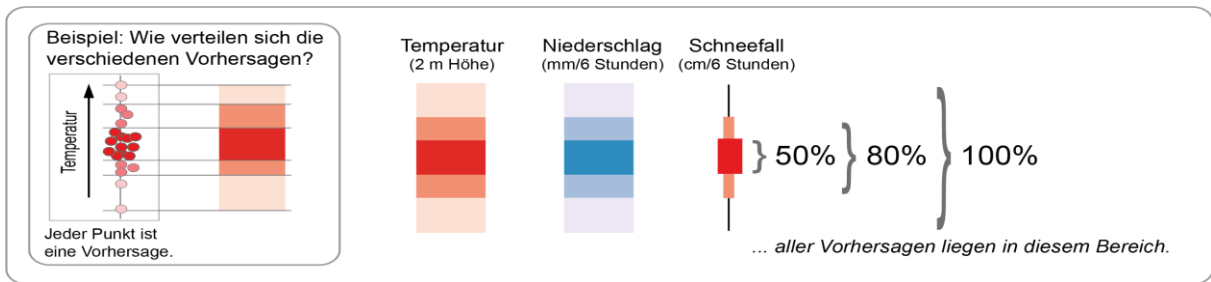 Beispiel: Wie verteilen sich die
verschiedenen Vorhersagen?
Temperatur
Jeder Punkt ist
eine Vorhersage.
Temperatur
(2 m Höhe)
Niederschlag
(mm/6 Stunden)
Schneefall
(cm/6 Stunden)
50%
80%
100%
... aller Vorhersagen liegen in diesem Bereich.